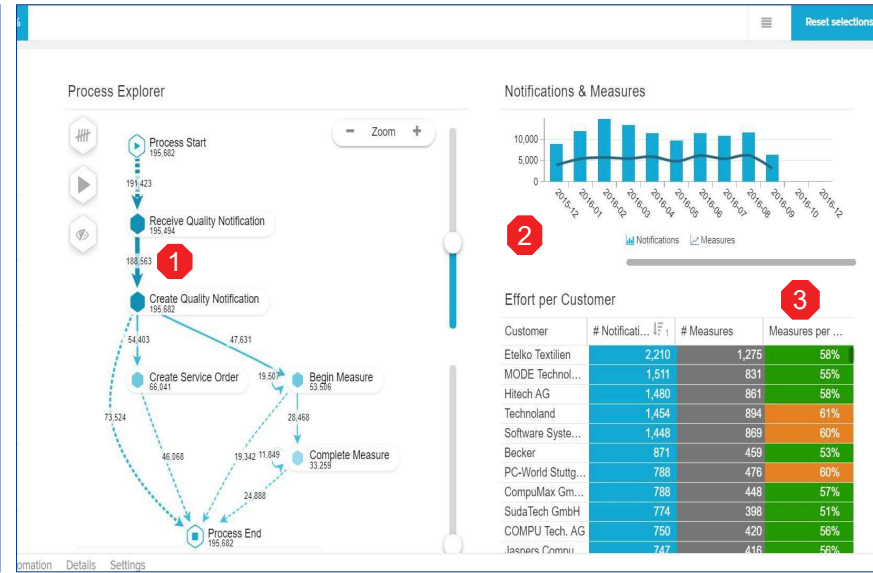 %
Reset selections
Process Explorer
Zoom
Process Start
195,682
191,423
Receive Quality Notification
195,494
188,563
1
Create Quality Notification
195,682
54,403
47,631
Create Service Order
66,041
19,507
Begin Measure
53,506
73,524
28,468
46,068
19,342
11,849
Complete Measure
33,259
24,888
Process End
195,682
Notifications & Measures
10,000
5,000
0
2015-12
2016-01
2016-02
2016-03
2016-04
2016-05
2016-06
2016-07
2016-08
2016-09
2016-10
2016-12
2
Notifications Measures
Effort per Customer
3
Customer # Notificati... 1 # Measures Measures per ...
Etelko Textilien 2,210 1,275 58%
MODE Technol... 1,511 831 55%
Hitech AG 1,480 861 58%
Technoland 1,454 894 61%
Software Syste... 1,448 869 60%
Becker 871 459 53%
PC-World Stuttg... 788 476 60%
CompuMax Gm... 788 448 57%
SudaTech GmbH 774 398 51%
COMPU Tech. AG 750 420 56%
Jaspers Compu... 747 416 56%
omation Details Settings